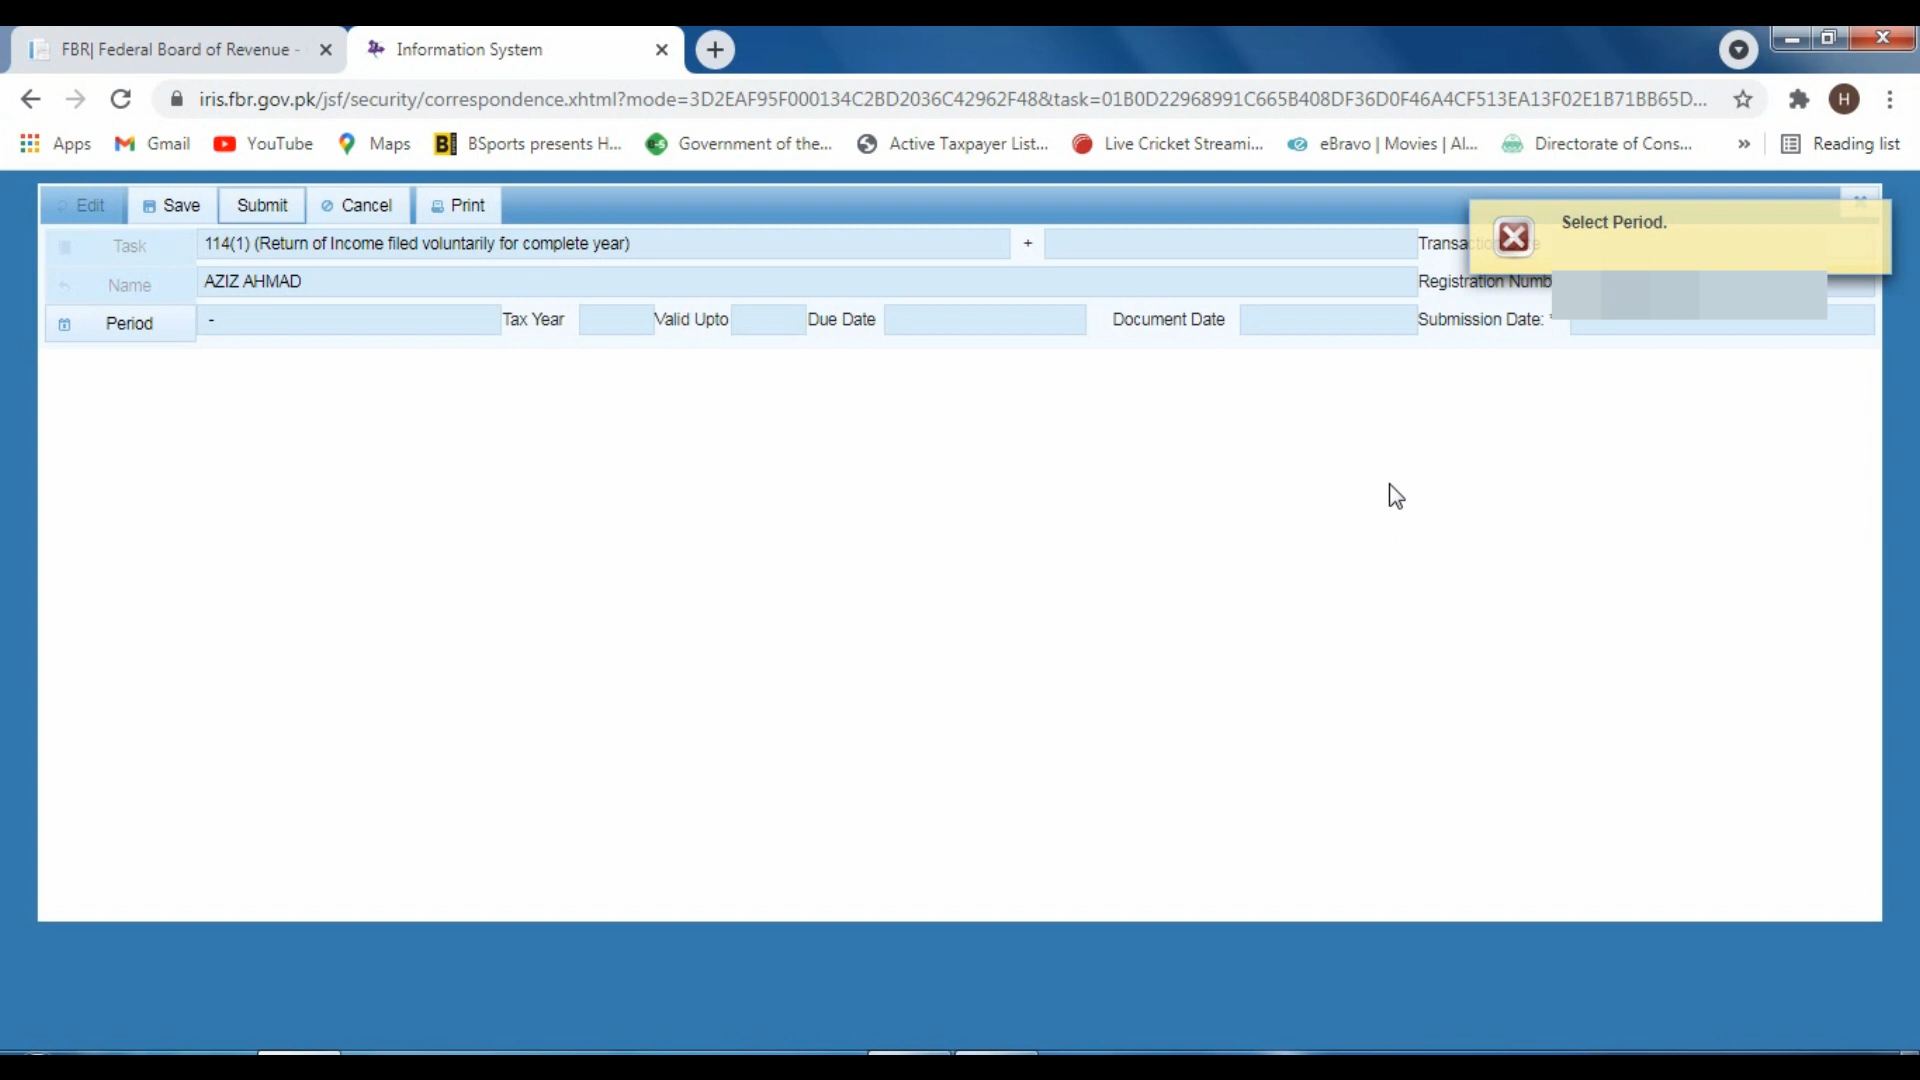 FBR| Federal Board of Revenue -
Information System
iris.fbr.gov.pk/jsf/security/correspondence.xhtml?mode=3D2EAF95F000134C2BD2036C42962F48&task=01B0D22968991C665B408DF36D0F46A4CF513EA13F02E1B71BB65D...
H
Apps Gmail YouTube Maps BSports presents H... Government of the... Active Taxpayer List... Live Cricket Streami... eBravo | Movies | Al... Directorate of Cons... » Reading list
Edit Save Submit Cancel Print
Select Period.
Task 114(1) (Return of Income filed voluntarily for complete year) +
Name AZIZ AHMAD Registration Numb
Period - Tax Year Valid Upto Due Date Document Date Submission Date: *